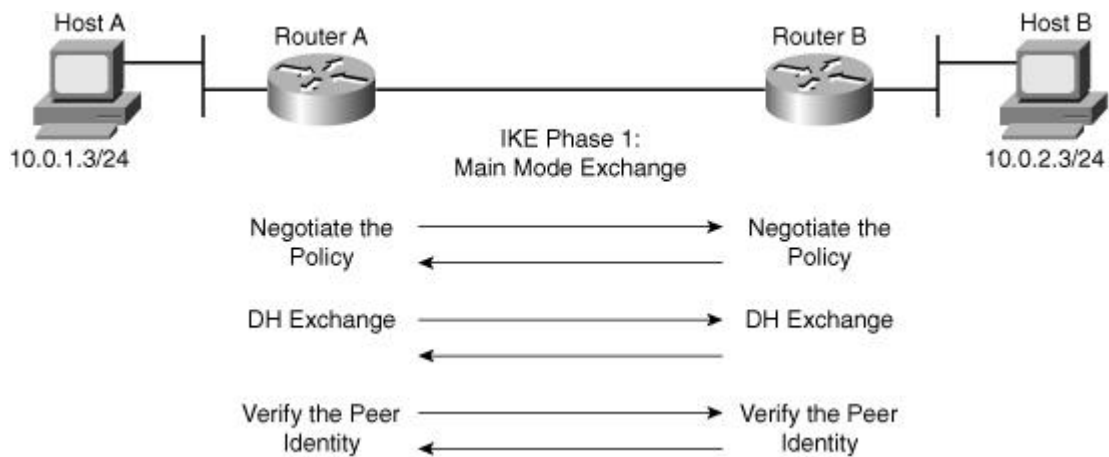 Host A
Router A
Router B
Host B
10.0.1.3/24
IKE Phase 1:
Main Mode Exchange
10.0.2.3/24
Negotiate the
Policy
Negotiate the
Policy
DH Exchange
DH Exchange
Verify the Peer
Identity
Verify the Peer
Identity